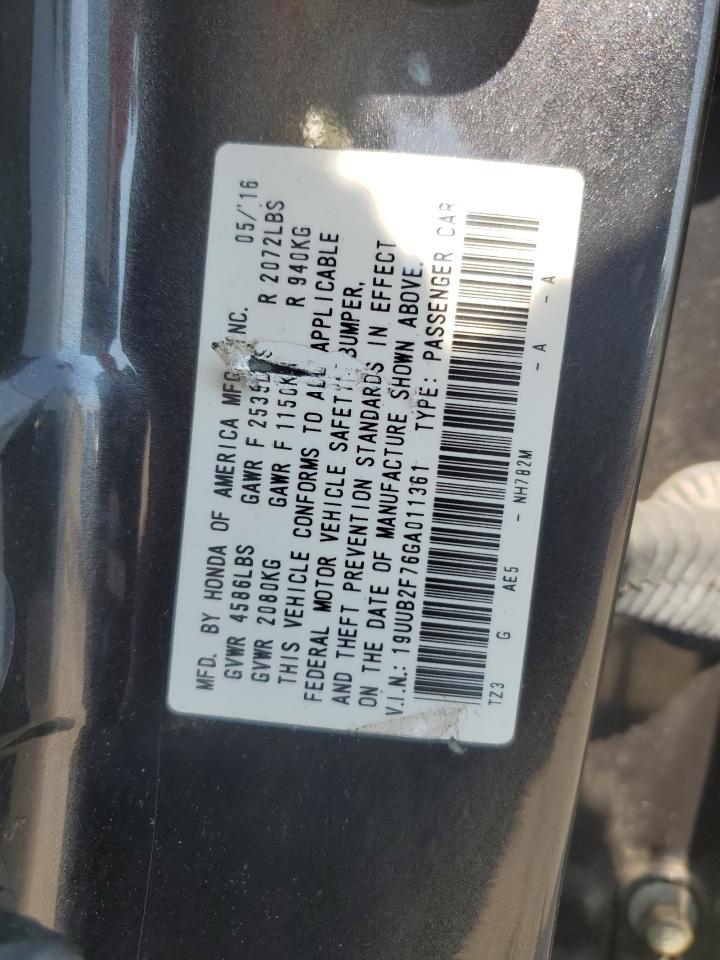 MFD. BY HONDA OF AMERICA MFG. INC. 05/'16
GVWR 4586LBS GAWR F 2535LBS R 2072LBS
GVWR 2080KG GAWR F 1150KG R 940KG
THIS VEHICLE CONFORMS TO ALL APPLICABLE
FEDERAL MOTOR VEHICLE SAFETY, BUMPER,
AND THEFT PREVENTION STANDARDS IN EFFECT
ON THE DATE OF MANUFACTURE SHOWN ABOVE.
V.I.N.: 19UUB2F76GA011361 TYPE: PASSENGER CAR
TZ3 G AE5 - NH782M - A - A